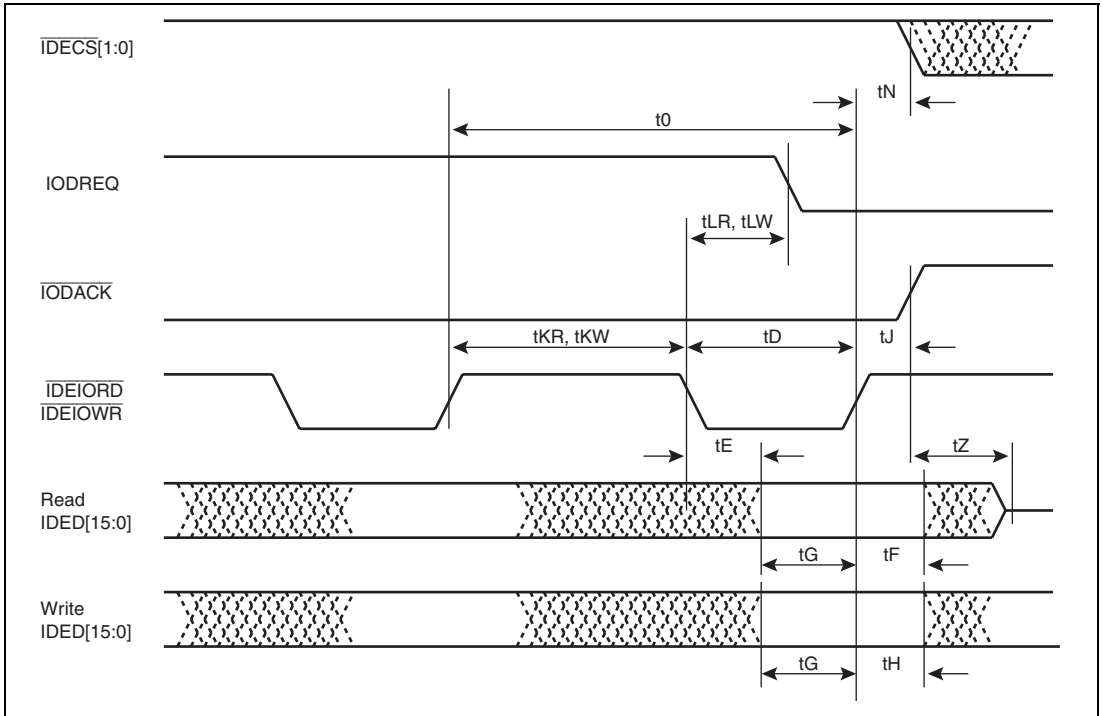 IDECS[1:0]
tN
t0
IODREQ
tLR, tLW
IODACK
tKR, tKW
tD
tJ
IDEIORD
IDEIOWR
tE
tZ
Read
IDED[15:0]
tG
tF
Write
IDED[15:0]
tG
tH